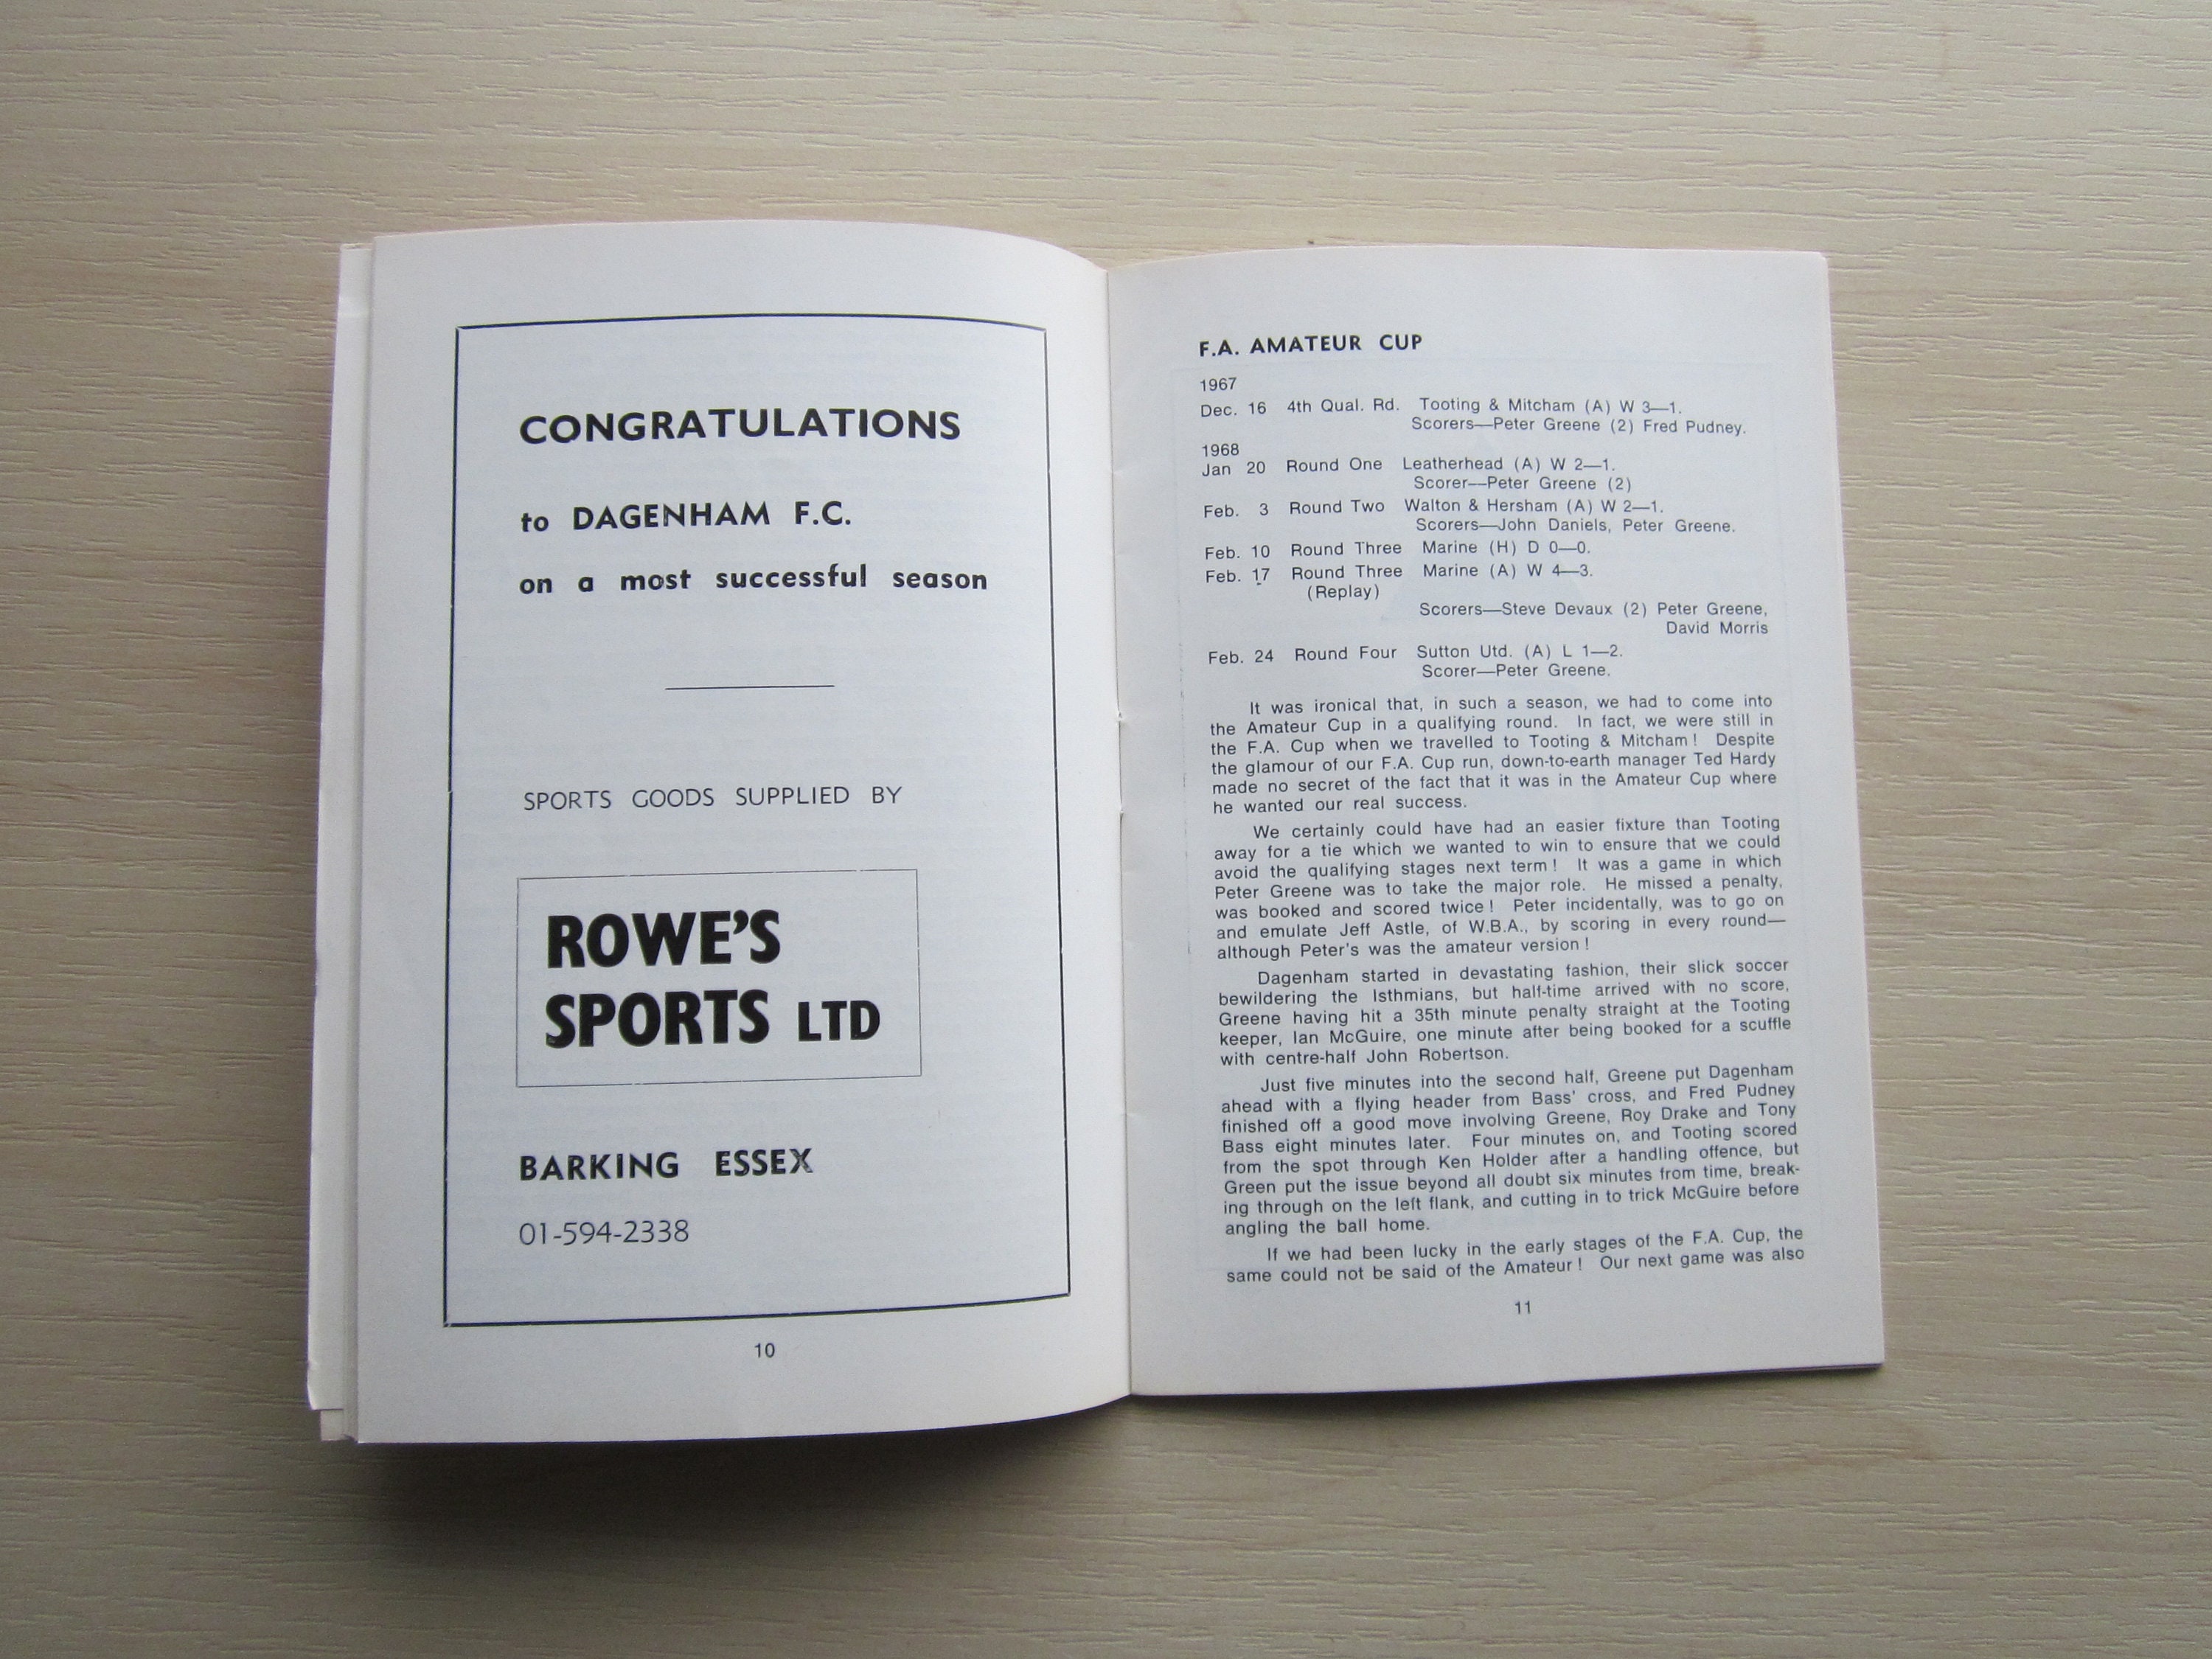 CONGRATULATIONS
to DAGENHAM F.C.
on a most successful season
SPORTS GOODS SUPPLIED BY
ROWE'S
SPORTS LTD
BARKING ESSEX
01-594-2338
10
F.A. AMATEUR CUP
1967
Dec. 16 4th Qual. Rd. Tooting & Mitcham (A) W 3—1.
Scorers—Peter Greene (2) Fred Pudney.
1968
Jan 20 Round One Leatherhead (A) W 2—1.
Scorer—Peter Greene (2)
Feb. 3 Round Two Walton & Hersham (A) W 2—1.
Scorers—John Daniels, Peter Greene.
Feb. 10 Round Three Marine (H) D 0—0.
Feb. 17 Round Three Marine (A) W 4—3.
(Replay)
Scorers—Steve Devaux (2) Peter Greene,
David Morris
Feb. 24 Round Four Sutton Utd. (A) L 1—2.
Scorer—Peter Greene.
It was ironical that, in such a season, we had to come into
the Amateur Cup in a qualifying round. In fact, we were still in
the F.A. Cup when we travelled to Tooting & Mitcham! Despite
the glamour of our F.A. Cup run, down-to-earth manager Ted Hardy
made no secret of the fact that it was in the Amateur Cup where
he wanted our real success.
We certainly could have had an easier fixture than Tooting
away for a tie which we wanted to win to ensure that we could
avoid the qualifying stages next term! It was a game in which
Peter Greene was to take the major role. He missed a penalty,
was booked and scored twice! Peter incidentally, was to go on
and emulate Jeff Astle, of W.B.A., by scoring in every round—
although Peter's was the amateur version!
Dagenham started in devastating fashion, their slick soccer
bewildering the Isthmians, but half-time arrived with no score,
Greene having hit a 35th minute penalty straight at the Tooting
keeper, Ian McGuire, one minute after being booked for a scuffle
with centre-half John Robertson.
Just five minutes into the second half, Greene put Dagenham
ahead with a flying header from Bass' cross, and Fred Pudney
finished off a good move involving Greene, Roy Drake and Tony
Bass eight minutes later. Four minutes on, and Tooting scored
from the spot through Ken Holder after a handling offence, but
Green put the issue beyond all doubt six minutes from time, break-
ing through on the left flank, and cutting in to trick McGuire before
angling the ball home.
If we had been lucky in the early stages of the F.A. Cup, the
same could not be said of the Amateur! Our next game was also
11